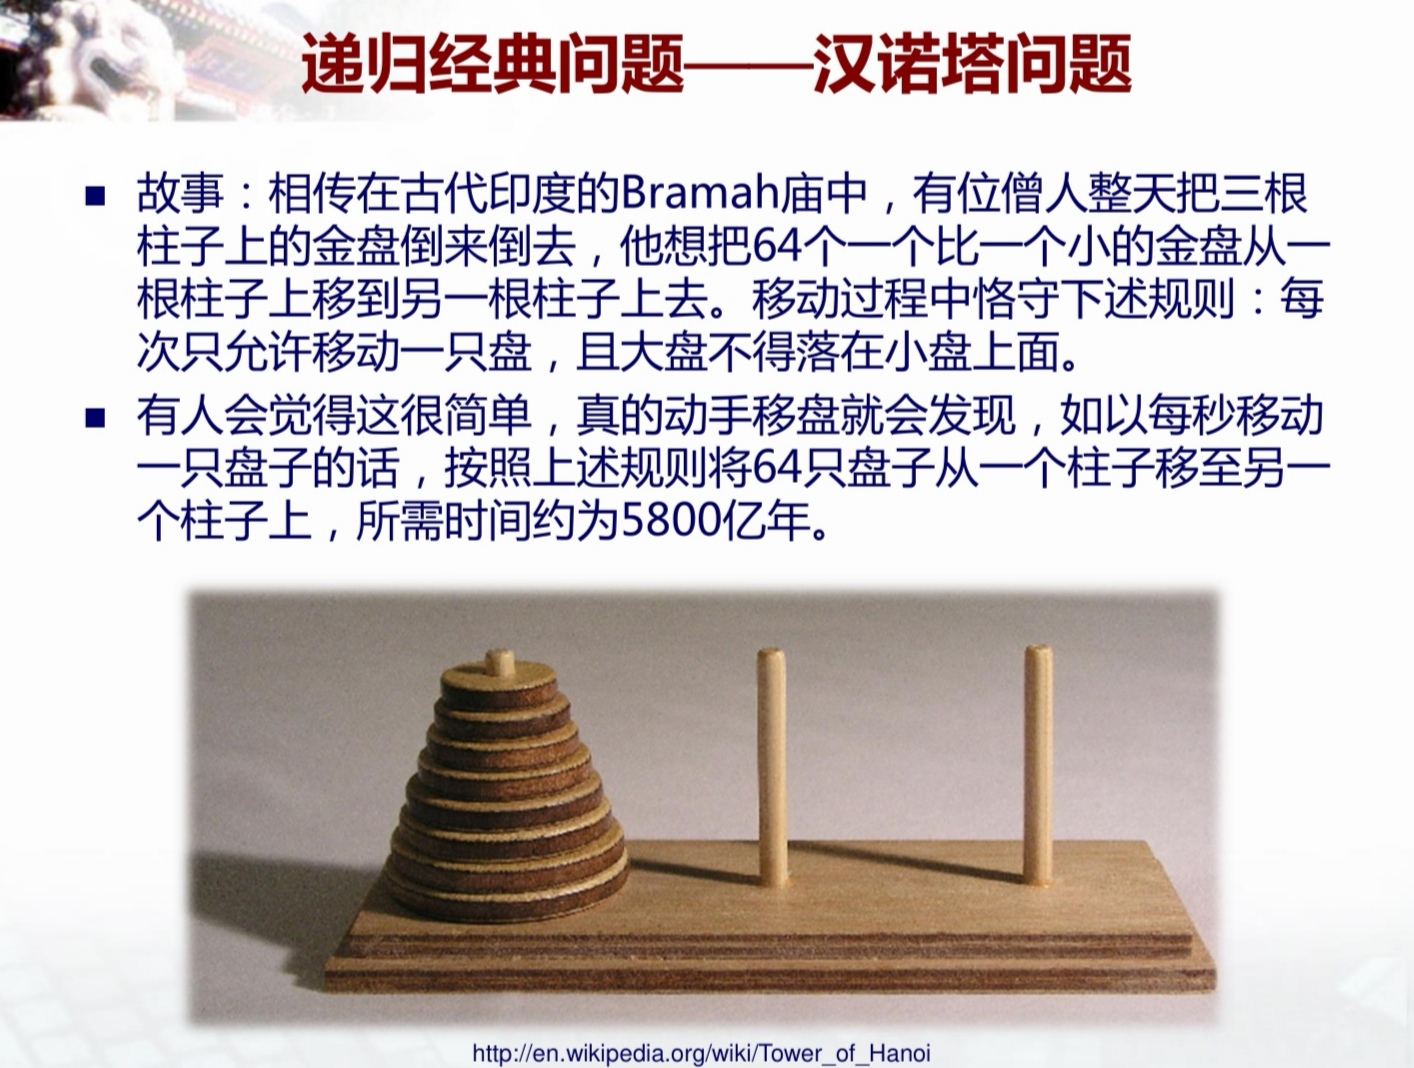 递归经典问题——汉诺塔问题
■ 故事：相传在古代印度的Bramah庙中，有位僧人整天把三根
柱子上的金盘倒来倒去，他想把64个一个比一个小的金盘从一
根柱子上移到另一根柱子上去。移动过程中恪守下述规则：每
次只允许移动一只盘，且大盘不得落在小盘上面。
■ 有人会觉得这很简单，真的动手移盘就会发现，如以每秒移动
一只盘子的话，按照上述规则将64只盘子从一个柱子移至另一
个柱子上，所需时间约为5800亿年。
http://en.wikipedia.org/wiki/Tower_of_Hanoi